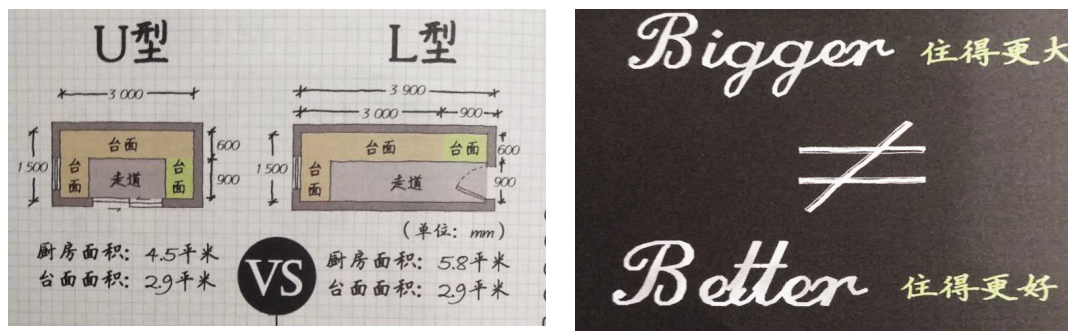 U型
3 000
台面
台面
台面
走道
1500
600
900
厨房面积：4.5平米
台面面积：2.9平米
VS
L型
3 900
3 000
900
台面
台面
台面
走道
1500
600
900
(单位：mm)
厨房面积：5.8平米
台面面积：2.9平米
Bigger 住得更大
≠
Better 住得更好